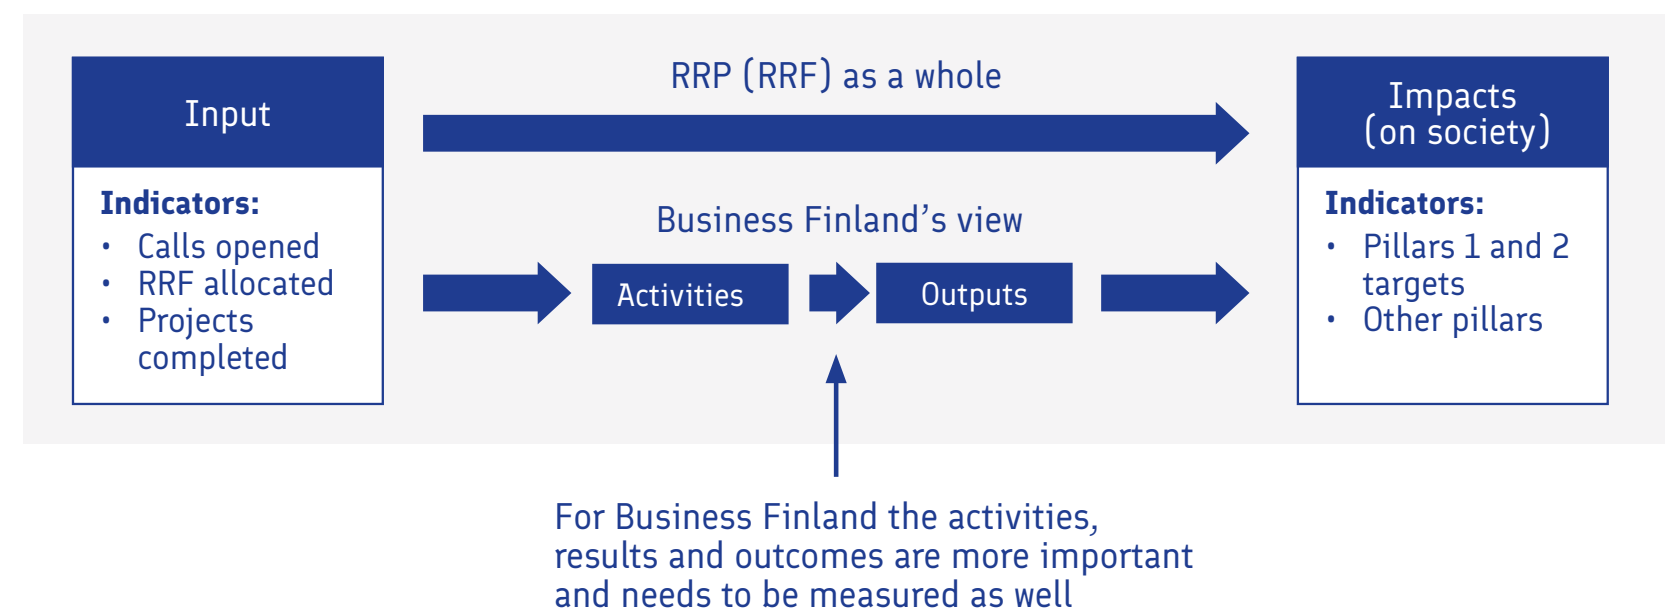 Input
Indicators:
• Calls opened
• RRF allocated
• Projects
completed
RRP (RRF) as a whole
Business Finland’s view
Activities
Outputs
Impacts
(on society)
Indicators:
• Pillars 1 and 2
targets
• Other pillars
For Business Finland the activities,
results and outcomes are more important
and needs to be measured as well